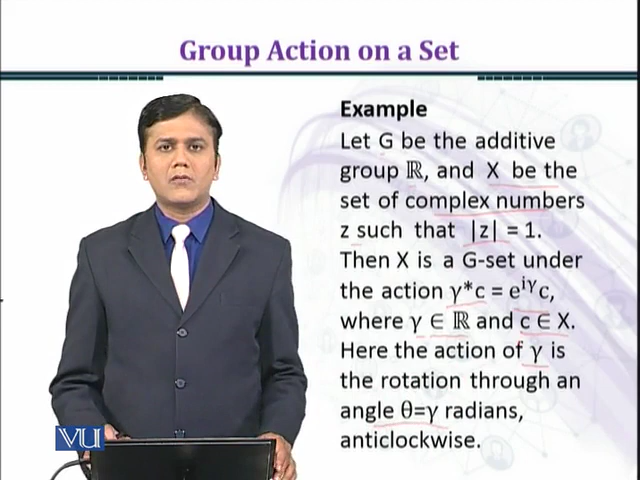 Group Action on a Set
Example
Let G be the additive
group ℝ, and X be the
set of complex numbers
z such that |z| = 1.
Then X is a G-set under
the action γ*c = e^{iγ}c,
where γ ∈ ℝ and c ∈ X.
Here the action of γ is
the rotation through an
angle θ=γ radians,
anticlockwise.
VU